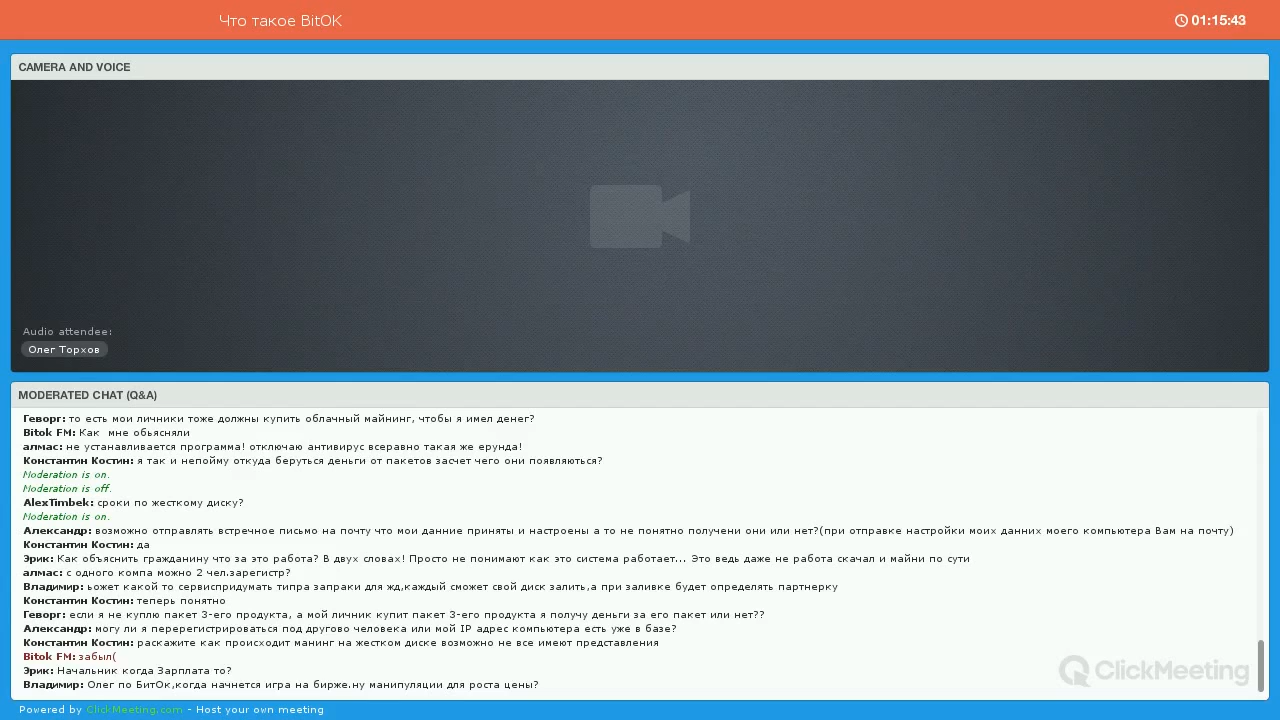 Что такое BitOK
01:15:43
CAMERA AND VOICE
Audio attendee:
Олег Торхов
MODERATED CHAT (Q&A)
Геворг: то есть мои личники тоже должны купить облачный майнинг, чтобы я имел денег?
Bitok FM: Как мне обьясняли
алмас: не устанавливается программа! отключаю антивирус всеравно такая же ерунда!
Константин Костин: я так и непойму откуда беруться деньги от пакетов засчет чего они появляються?
Moderation is on.
Moderation is off.
AlexTimbek: сроки по жесткому диску?
Moderation is on.
Александр: возможно отправлять встречное письмо на почту что мои данние приняты и настроены а то не понятно получени они или нет?(при отправке настройки моих данних моего компьютера Вам на почту)
Константин Костин: да
Эрик: Как объяснить гражданину что за это работа? В двух словах! Просто не понимают как это система работает... Это ведь даже не работа скачал и майни по сути
алмас: с одного компа можно 2 чел.зарегистр?
Владимир: ьожет какой то сервиспридумать типра запраки для жд,каждый сможет свой диск залить,а при заливке будет определять партнерку
Константин Костин: теперь понятно
Геворг: если я не куплю пакет 3-его продукта, а мой личник купит пакет 3-его продукта я получу деньги за его пакет или нет??
Александр: могу ли я перерегистрироваться под другово человека или мой IP адрес компьютера есть уже в базе?
Константин Костин: раскажите как происходит манинг на жестком диске возможно не все имеют представления
Bitok FM: забыл(
Эрик: Начальник когда Зарплата то?
Владимир: Олег по БитОк,когда начнется игра на бирже.ну манипуляции для роста цены?
ClickMeeting
Powered by ClickMeeting.com - Host your own meeting